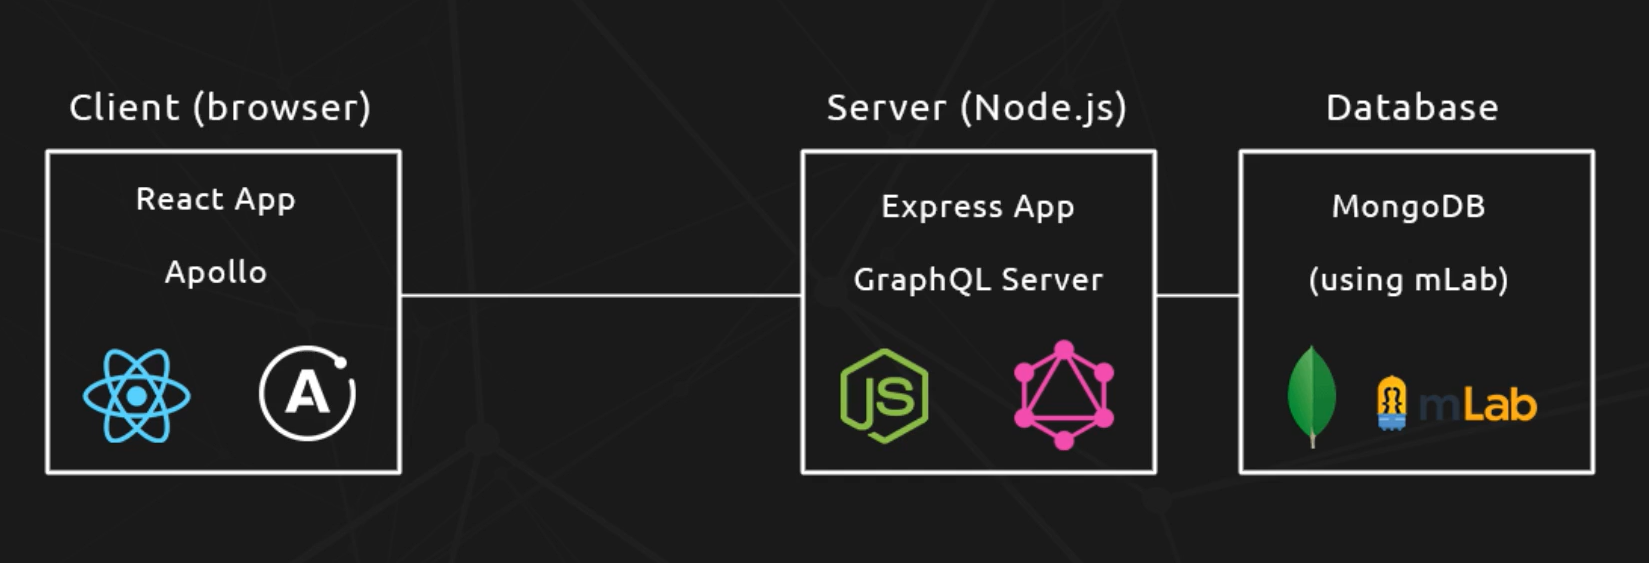 Client (browser)
React App
Apollo
A
Server (Node.js)
Express App
GraphQL Server
JS
Database
MongoDB
(using mLab)
mLab